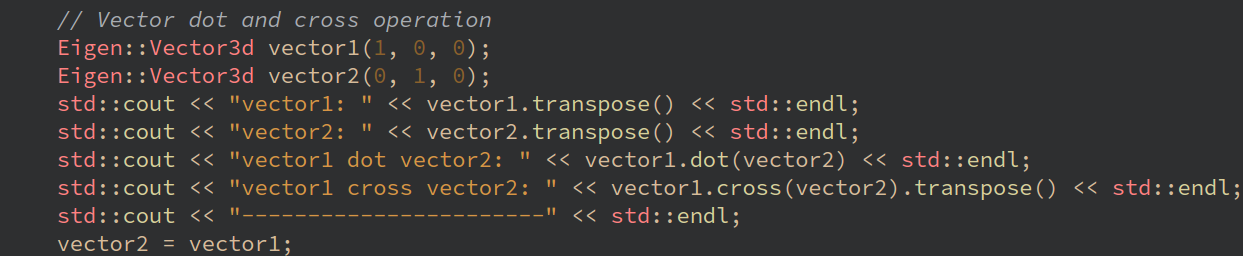 // Vector dot and cross operation
Eigen::Vector3d vector1(1, 0, 0);
Eigen::Vector3d vector2(0, 1, 0);
std::cout << "vector1: " << vector1.transpose() << std::endl;
std::cout << "vector2: " << vector2.transpose() << std::endl;
std::cout << "vector1 dot vector2: " << vector1.dot(vector2) << std::endl;
std::cout << "vector1 cross vector2: " << vector1.cross(vector2).transpose() << std::endl;
std::cout << "-----------------------" << std::endl;
vector2 = vector1;